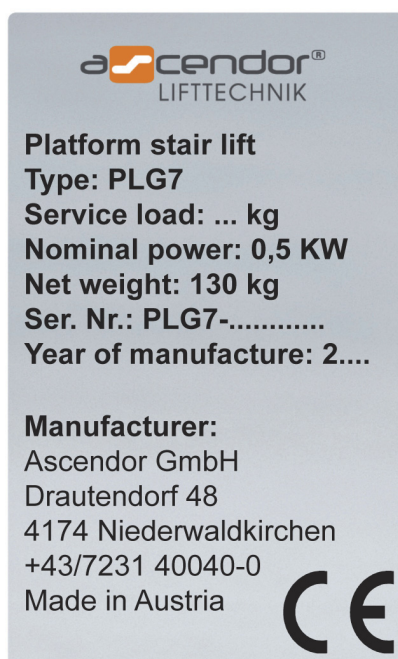 ascendor®
LIFTTECHNIK
Platform stair lift
Type: PLG7
Service load: ... kg
Nominal power: 0,5 KW
Net weight: 130 kg
Ser. Nr.: PLG7-............
Year of manufacture: 2....
Manufacturer:
Ascendor GmbH
Drautendorf 48
4174 Niederwaldkirchen
+43/7231 40040-0
Made in Austria
CE